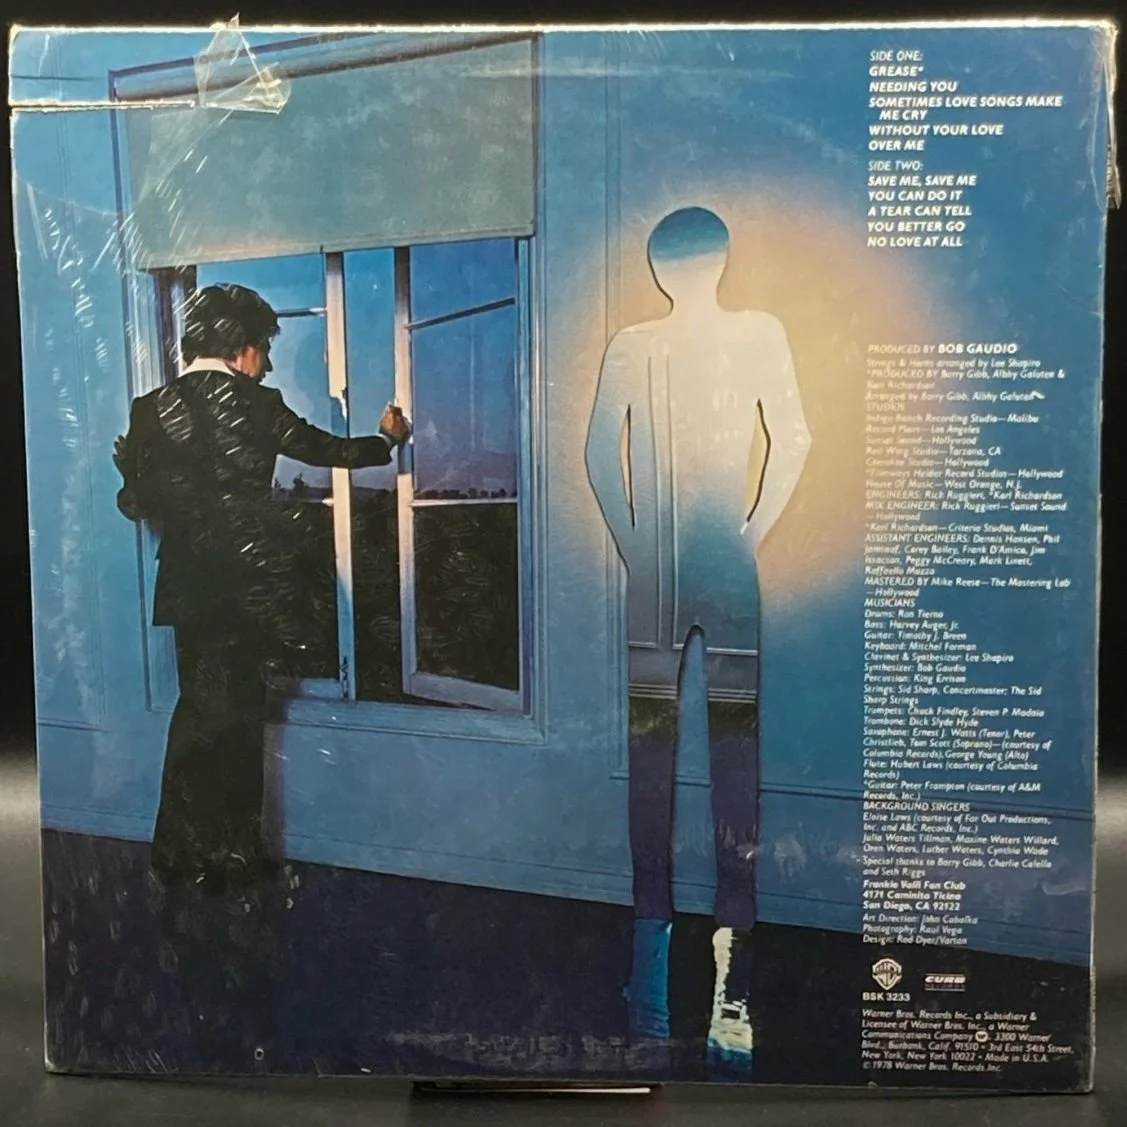 SIDE ONE:
GREASE*
NEEDING YOU
SOMETIMES LOVE SONGS MAKE
ME CRY
WITHOUT YOUR LOVE
OVER ME
SIDE TWO:
SAVE ME, SAVE ME
YOU CAN DO IT
A TEAR CAN TELL
YOU BETTER GO
NO LOVE AT ALL
PRODUCED BY BOB GAUDIO
Strings & Horns arranged by Lee Shapiro
*PRODUCED BY Barry Gibb, Albhy Galuten &
Karl Richardson
Arranged by Barry Gibb, Albhy Galuten
STUDIOS
Indigo Ranch Recording Studio—Malibu
Record Plant—Los Angeles
Sunset Sound—Hollywood
Red Wing Studio—Tarzana, CA
Cherokee Studio—Hollywood
*Filmways Heider Record Studios—Hollywood
House Of Music—West Orange, N.J.
ENGINEERS: Rick Ruggieri, *Karl Richardson
MIX ENGINEER: Rick Ruggieri—Sunset Sound
—Hollywood
*Karl Richardson—Criteria Studios, Miami
ASSISTANT ENGINEERS: Dennis Hansen, Phil
Jamtaaf, Carey Bailey, Frank D'Amico, Jim
Isaacson, Peggy McCreary, Mark Linett,
Raffaello Mazza
MASTERED BY Mike Reese—The Mastering Lab
—Hollywood
MUSICIANS
Drums: Ron Tierno
Bass: Harvey Auger, Jr.
Guitar: Timothy J. Breen
Keyboard: Mitchel Forman
Clavinet & Synthesizer: Lee Shapiro
Synthesizer: Bob Gaudio
Percussion: King Errison
Strings: Sid Sharp, Concertmaster; The Sid
Sharp Strings
Trumpets: Chuck Findley, Steven P. Madaio
Trombone: Dick Slyde Hyde
Saxophone: Ernest J. Watts (Tenor), Peter
Christlieb, Tom Scott (Soprano)—(courtesy of
Columbia Records), George Young (Alto)
Flute: Hubert Laws (courtesy of Columbia
Records)
*Guitar: Peter Frampton (courtesy of A&M
Records, Inc.)
BACKGROUND SINGERS
Eloise Laws (courtesy of Far Out Productions,
Inc. and ABC Records, Inc.)
Julia Waters Tillman, Maxine Waters Willard,
Oren Waters, Luther Waters, Cynthia Wade
Special thanks to Barry Gibb, Charlie Calello
and Seth Riggs
Frankie Valli Fan Club
4171 Caminito Ticino
San Diego, CA 92122
Art Direction: John Cabalka
Photography: Raul Vega
Design: Rod Dyer/Vartan
WB
CURB
RECORDS
BSK 3233
Warner Bros. Records Inc., a Subsidiary &
Licensee of Warner Bros. Inc., a Warner
Communications Company 3300 Warner
Blvd., Burbank, Calif. 91510 • 3rd East 54th Street,
New York, New York 10022 • Made in U.S.A.
© 1978 Warner Bros. Records Inc.